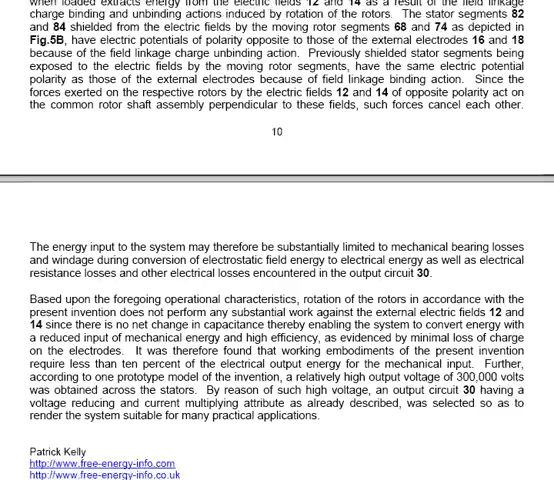 when loaded extracts energy from the electric fields 12 and 14 as a result of the field linkage
charge binding and unbinding actions induced by rotation of the rotors. The stator segments 82
and 84 shielded from the electric fields by the moving rotor segments 68 and 74 as depicted in
Fig.5B, have electric potentials of polarity opposite to those of the external electrodes 16 and 18
because of the field linkage charge unbinding action. Previously shielded stator segments being
exposed to the electric fields by the moving rotor segments, have the same electric potential
polarity as those of the external electrodes because of field linkage binding action. Since the
forces exerted on the respective rotors by the electric fields 12 and 14 of opposite polarity act on
the common rotor shaft assembly perpendicular to these fields, such forces cancel each other.
10
The energy input to the system may therefore be substantially limited to mechanical bearing losses
and windage during conversion of electrostatic field energy to electrical energy as well as electrical
resistance losses and other electrical losses encountered in the output circuit 30.
Based upon the foregoing operational characteristics, rotation of the rotors in accordance with the
present invention does not perform any substantial work against the external electric fields 12 and
14 since there is no net change in capacitance thereby enabling the system to convert energy with
a reduced input of mechanical energy and high efficiency, as evidenced by minimal loss of charge
on the electrodes. It was therefore found that working embodiments of the present invention
require less than ten percent of the electrical output energy for the mechanical input. Further,
according to one prototype model of the invention, a relatively high output voltage of 300,000 volts
was obtained across the stators. By reason of such high voltage, an output circuit 30 having a
voltage reducing and current multiplying attribute as already described, was selected so as to
render the system suitable for many practical applications.
Patrick Kelly
http://www.free-energy-info.com
http://www.free-energy-info.co.uk